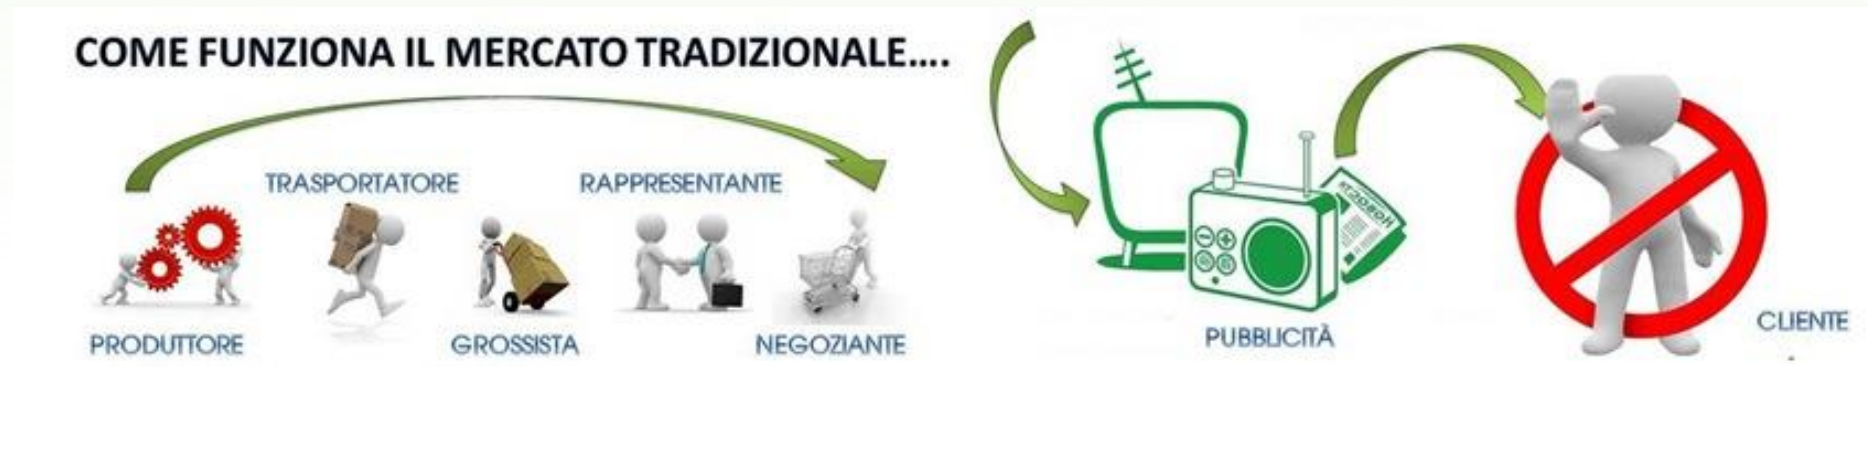 COME FUNZIONA IL MERCATO TRADIZIONALE....
TRASPORTATORE
RAPPRESENTANTE
PRODUTTORE
GROSSISTA
NEGOZIANTE
PUBBLICITÀ
CLIENTE